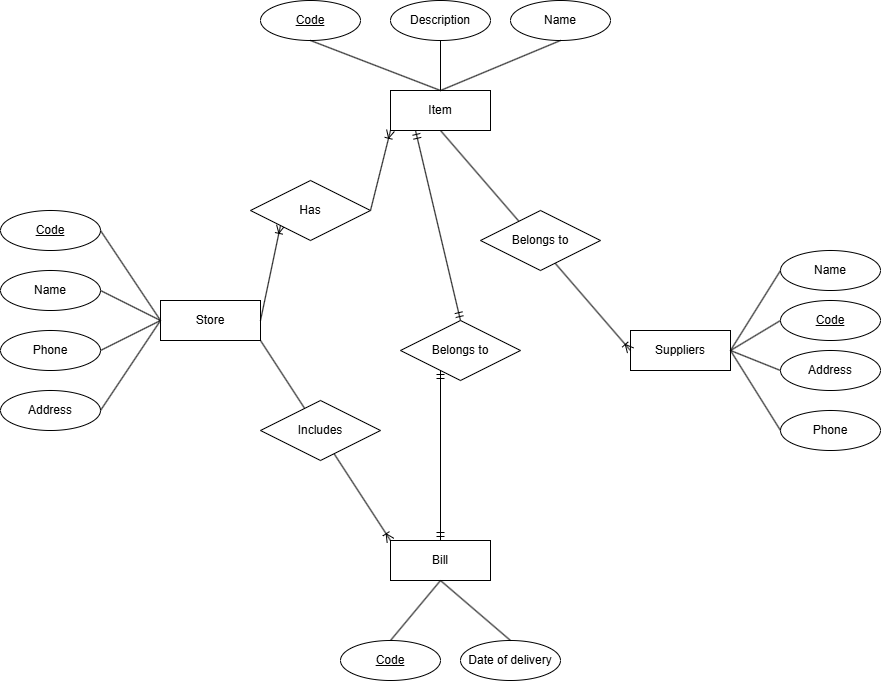 Code
Description
Name
Item
Has
Belongs to
Code
Name
Phone
Address
Store
Belongs to
Suppliers
Name
Code
Address
Phone
Includes
Bill
Code
Date of delivery